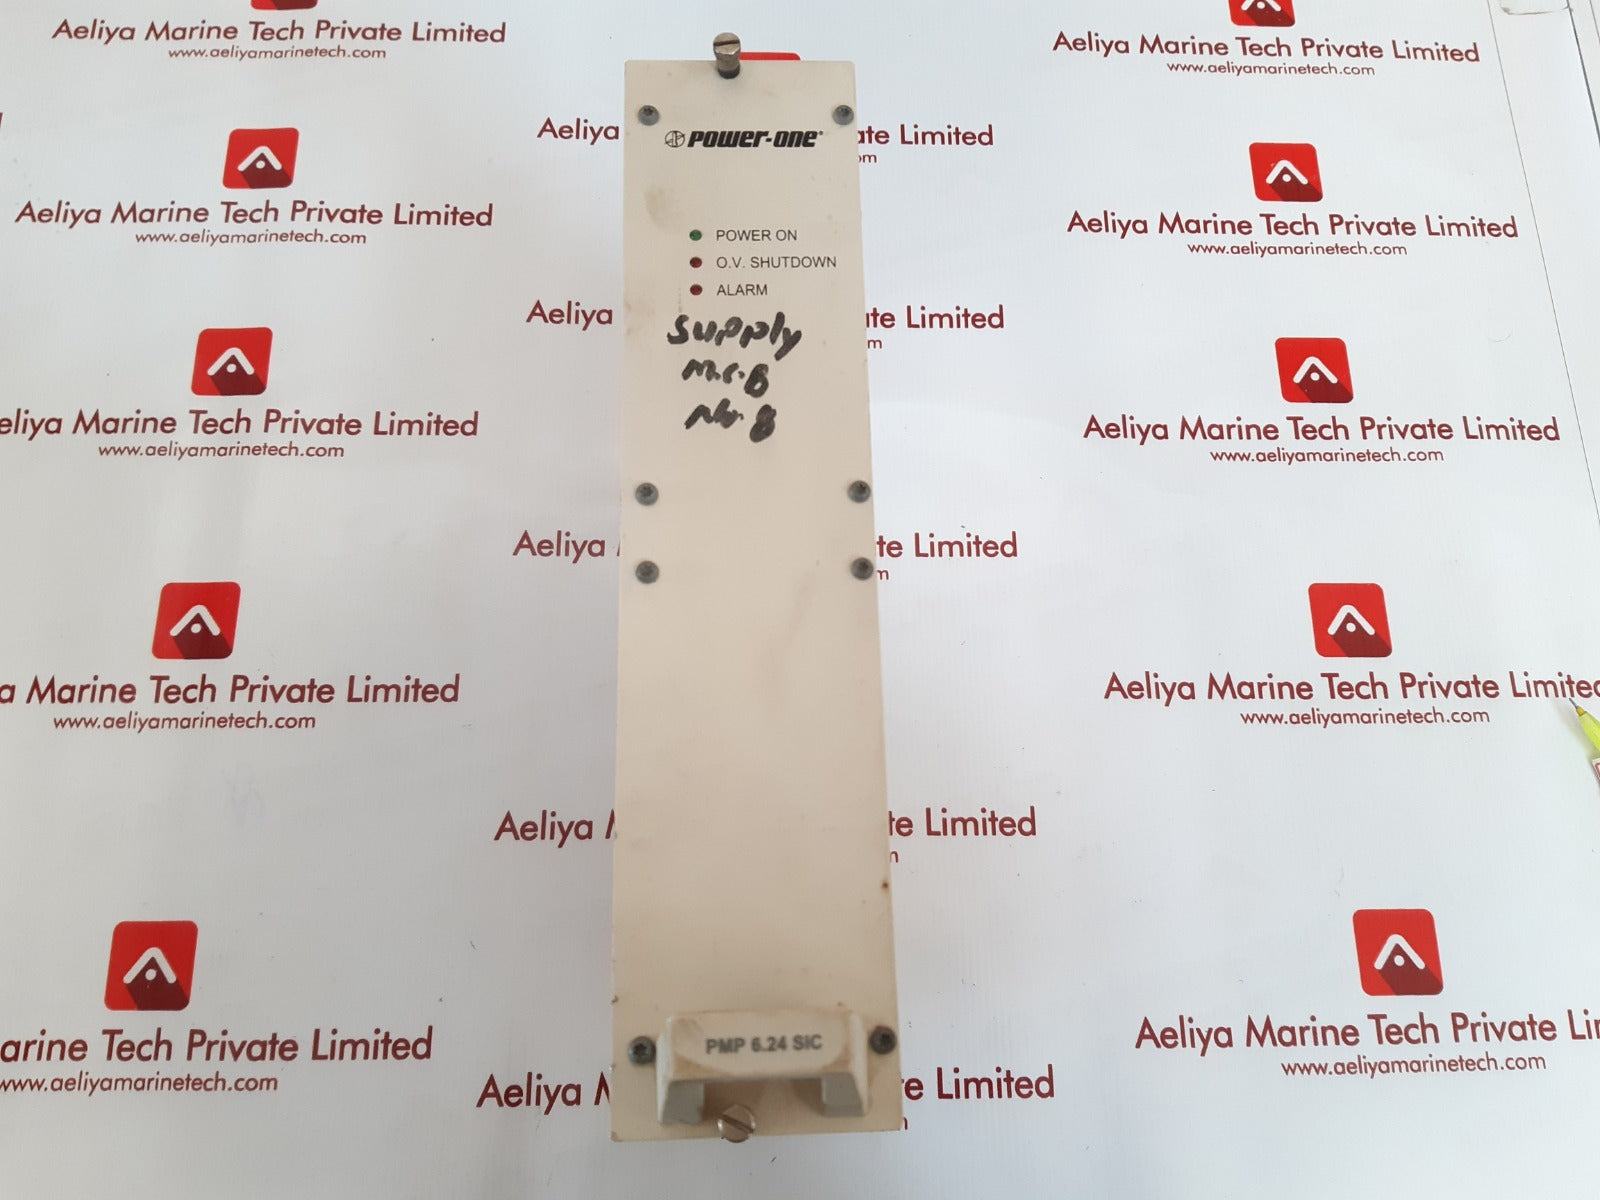 Aeliya Marine Tech Private Limited
www.aeliyamarinetech.com
Aeliya Marine Tech Private Limited
www.aeliyamarinetech.com
Aeliya
ate Limited
om
POWER-ONE
Aeliya Marine Tech Private Limited
www.aeliyamarinetech.com
Aeliya Marine Tech Private Limited
www.aeliyamarinetech.com
POWER ON
O.V. SHUTDOWN
ALARM
supply
No. 8
Aeliya
ate Limited
m
eliya Marine Tech Private Limited
www.aeliyamarinetech.com
Aeliya Marine Tech Private Limited
www.aeliyamarinetech.com
Aeliya
te Limited
m
a Marine Tech Private Limited
www.aeliyamarinetech.com
Aeliya Marine Tech Private Limited
www.aeliyamarinetech.com
Aeliya
te Limited
n
arine Tech Private Limited
www.aeliyamarinetech.com
Aeliya Marine Tech Private Li
www.aeliyamarinetech.com
PMP 6.24 SIC
Aeliya
e Limited